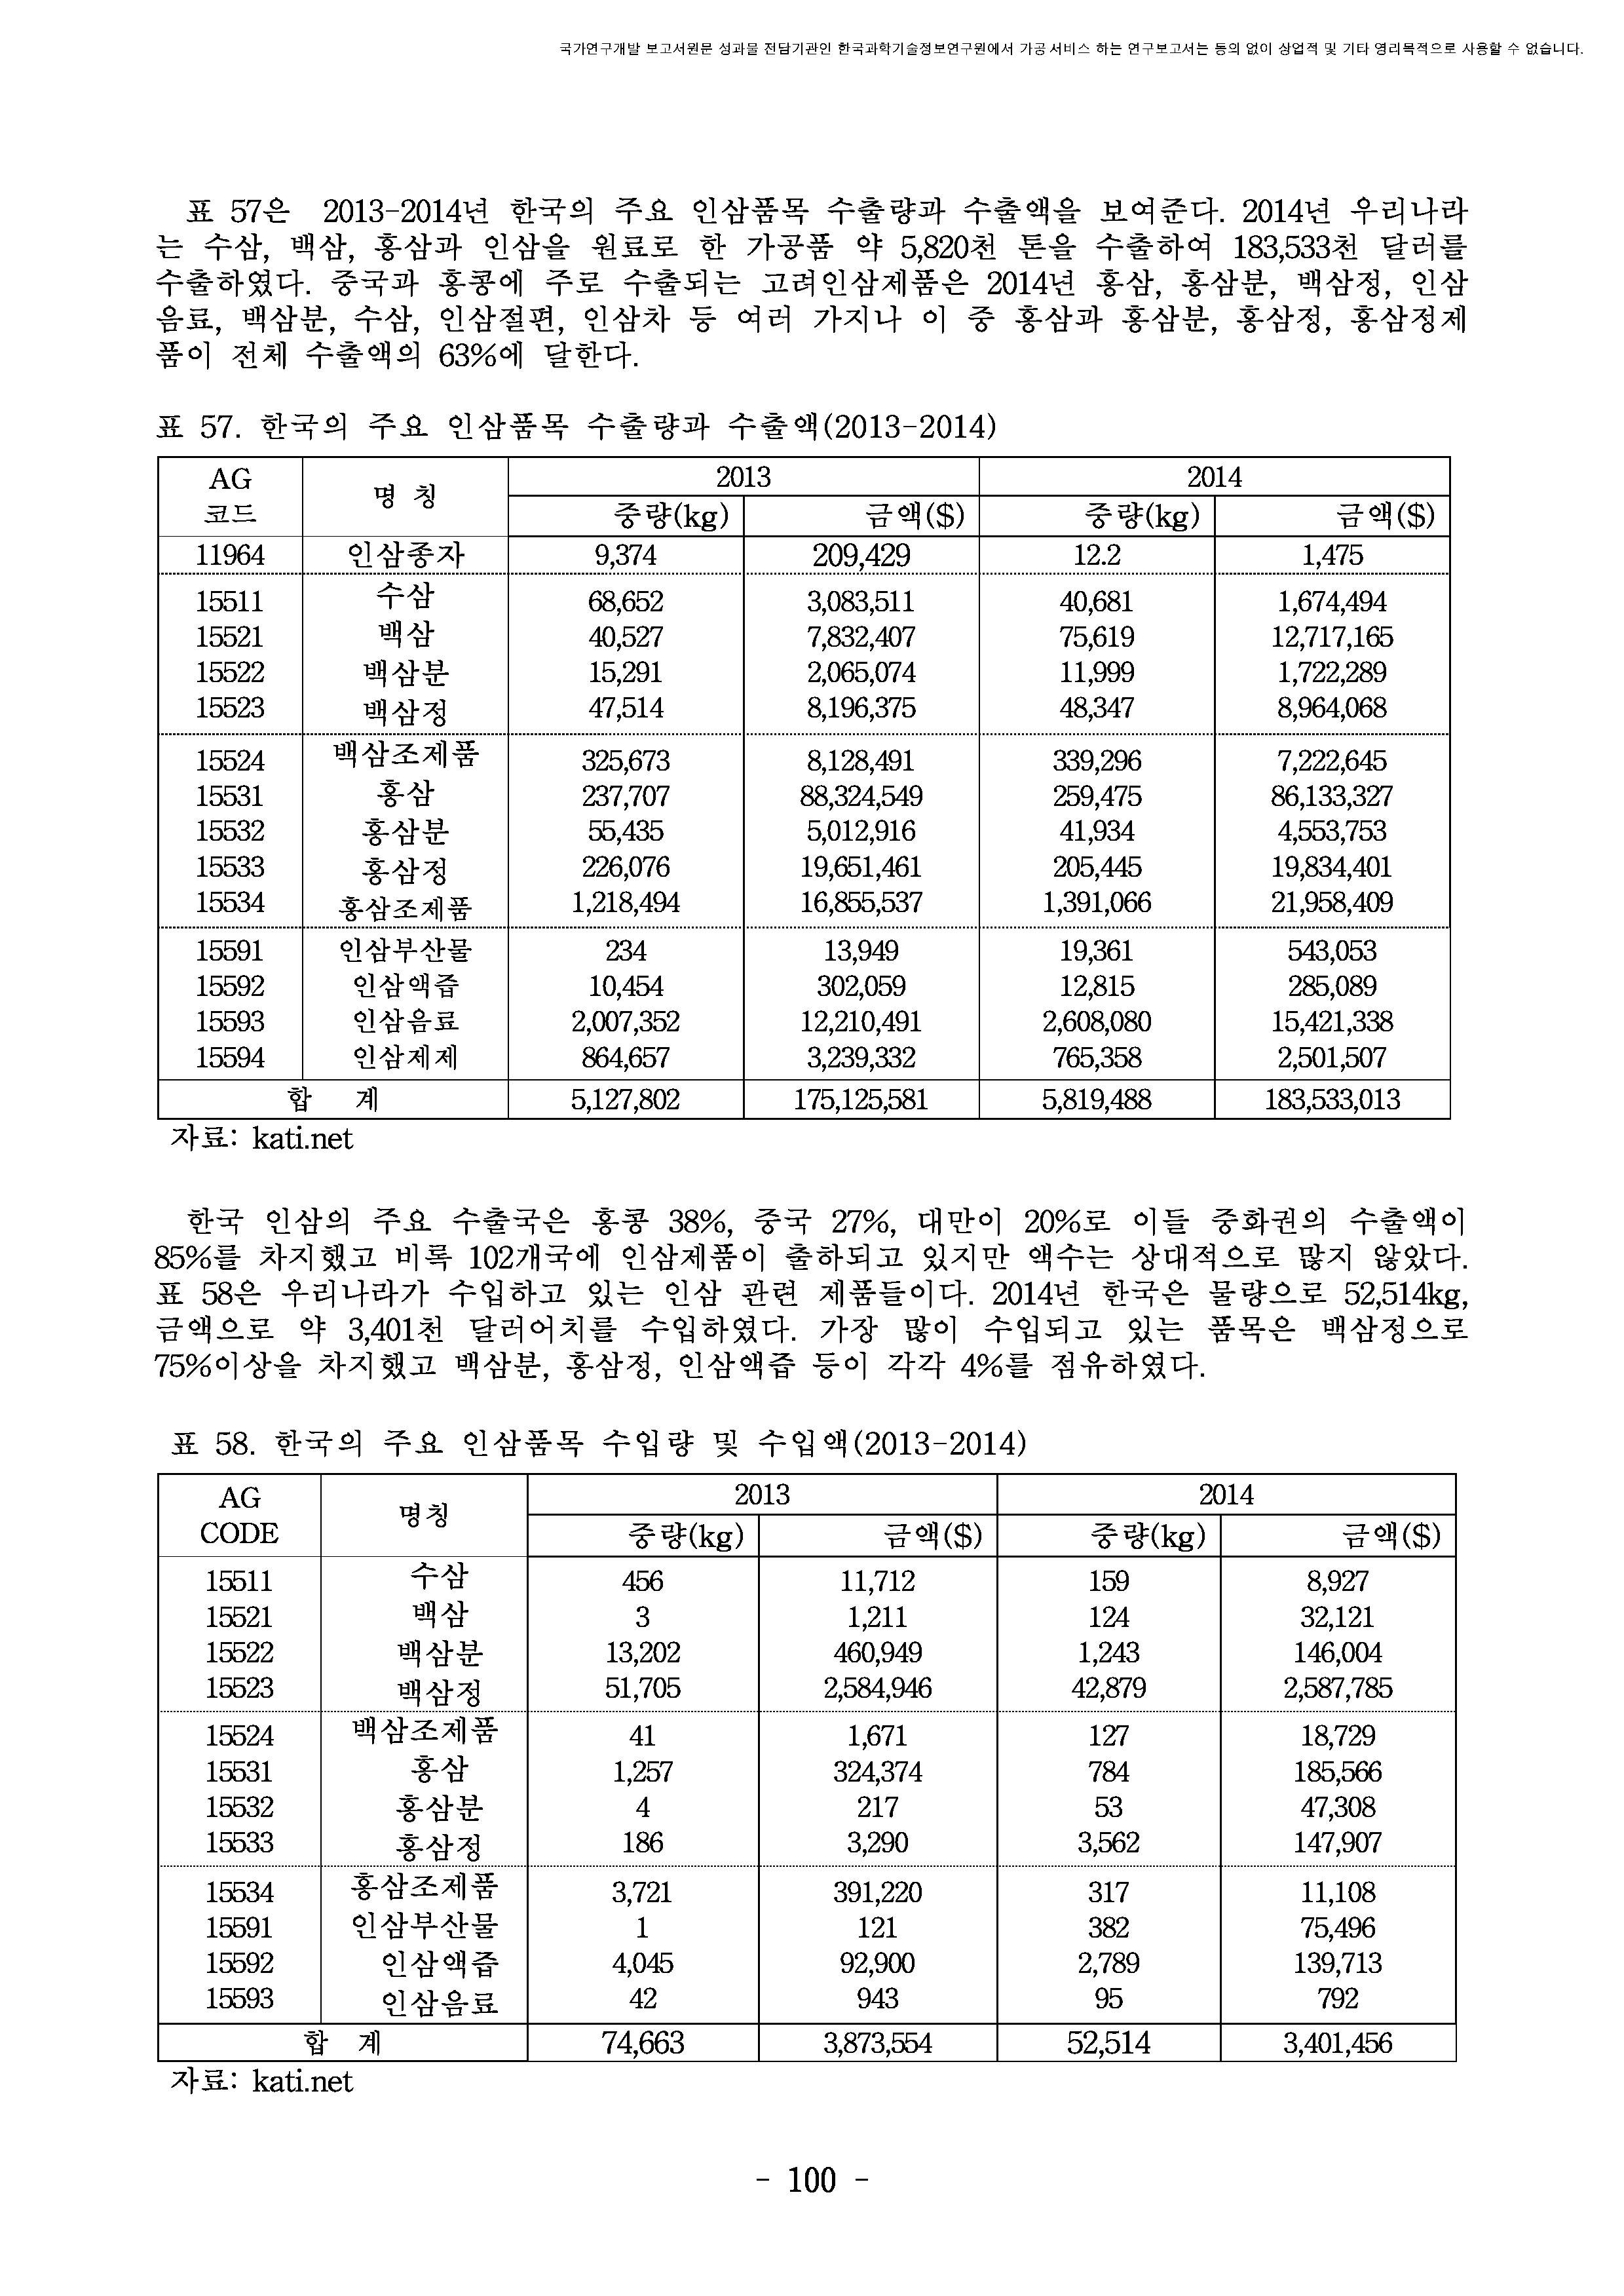 국가연구개발 보고서원문 성과물 전담기관인 한국과학기술정보연구원에서 가공·서비스 하는 연구보고서는 동의 없이 상업적 및 기타 영리목적으로 사용할 수 없습니다.
표 57은 2013-2014년 한국의 주요 인삼품목 수출량과 수출액을 보여준다. 2014년 우리나라
는 수삼, 백삼, 홍삼과 인삼을 원료로 한 가공품 약 5,820천 톤을 수출하여 183,533천 달러를
수출하였다. 중국과 홍콩에 주로 수출되는 고려인삼제품은 2014년 홍삼, 홍삼분, 백삼정, 인삼
음료, 백삼분, 수삼, 인삼절편, 인삼차 등 여러 가지나 이 중 홍삼과 홍삼분, 홍삼정, 홍삼정제
품이 전체 수출액의 63%에 달한다.
표 57. 한국의 주요 인삼품목 수출량과 수출액(2013-2014)
AG 코드 명 칭 2013 2014
중량(kg) 금액($) 중량(kg) 금액($)
11964 인삼종자 9,374 209,429 12.2 1,475
15511 수삼 68,652 3,083,511 40,681 1,674,494
15521 백삼 40,527 7,832,407 75,619 12,717,165
15522 백삼분 15,291 2,065,074 11,999 1,722,289
15523 백삼정 47,514 8,196,375 48,347 8,964,068
15524 백삼조제품 325,673 8,128,491 339,296 7,222,645
15531 홍삼 237,707 88,324,549 259,475 86,133,327
15532 홍삼분 55,435 5,012,916 41,934 4,553,753
15533 홍삼정 226,076 19,651,461 205,445 19,834,401
15534 홍삼조제품 1,218,494 16,855,537 1,391,066 21,958,409
15591 인삼부산물 234 13,949 19,361 543,053
15592 인삼액즙 10,454 302,059 12,815 285,089
15593 인삼음료 2,007,352 12,210,491 2,608,080 15,421,338
15594 인삼제제 864,657 3,239,332 765,358 2,501,507
합 계 5,127,802 175,125,581 5,819,488 183,533,013
자료: kati.net
한국 인삼의 주요 수출국은 홍콩 38%, 중국 27%, 대만이 20%로 이들 중화권의 수출액이
85%를 차지했고 비록 102개국에 인삼제품이 출하되고 있지만 액수는 상대적으로 많지 않았다.
표 58은 우리나라가 수입하고 있는 인삼 관련 제품들이다. 2014년 한국은 물량으로 52,514kg,
금액으로 약 3,401천 달러어치를 수입하였다. 가장 많이 수입되고 있는 품목은 백삼정으로
75%이상을 차지했고 백삼분, 홍삼정, 인삼액즙 등이 각각 4%를 점유하였다.
표 58. 한국의 주요 인삼품목 수입량 및 수입액(2013-2014)
AG CODE 명칭 2013 2014
중량(kg) 금액($) 중량(kg) 금액($)
15511 수삼 456 11,712 159 8,927
15521 백삼 3 1,211 124 32,121
15522 백삼분 13,202 460,949 1,243 146,004
15523 백삼정 51,705 2,584,946 42,879 2,587,785
15524 백삼조제품 41 1,671 127 18,729
15531 홍삼 1,257 324,374 784 185,566
15532 홍삼분 4 217 53 47,308
15533 홍삼정 186 3,290 3,562 147,907
15534 홍삼조제품 3,721 391,220 317 11,108
15591 인삼부산물 1 121 382 75,496
15592 인삼액즙 4,045 92,900 2,789 139,713
15593 인삼음료 42 943 95 792
합 계 74,663 3,873,554 52,514 3,401,456
자료: kati.net
- 100 -